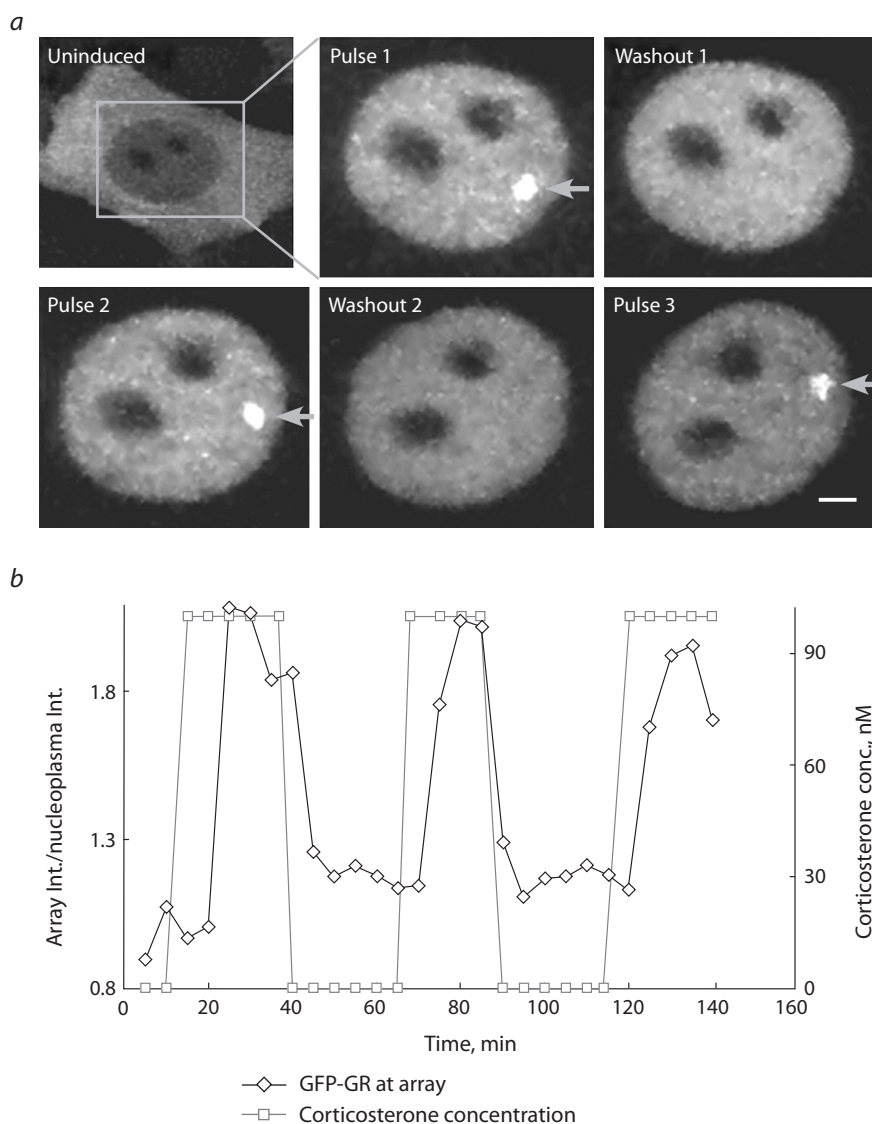 a
Uninduced
Pulse 1
Washout 1
Pulse 2
Washout 2
Pulse 3
b
Array Int./nucleoplasma Int.
1.8
1.3
0.8
Corticosterone conc., nM
90
60
30
0
0 20 40 60 80 100 120 140 160
Time, min
GFP-GR at array
Corticosterone concentration